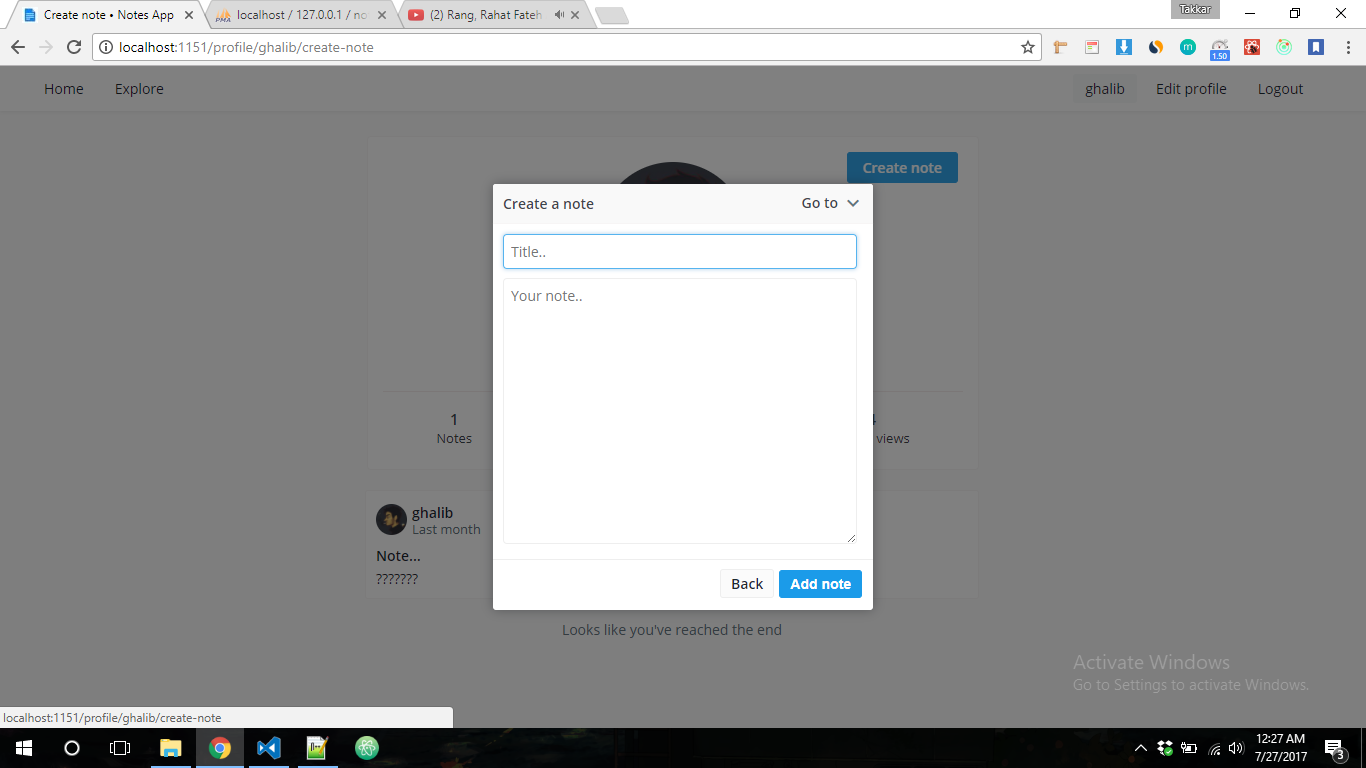 Create note • Notes App
localhost / 127.0.0.1 / no
(2) Rang, Rahat Fateh
Takkar
localhost:1151/profile/ghalib/create-note
m
1.50
Home
Explore
ghalib
Edit profile
Logout
Create note
Create a note
Go to
Title..
Your note..
1
Notes
4
views
ghalib
Last month
Note...
???????
Back
Add note
Looks like you've reached the end
Activate Windows
Go to Settings to activate Windows.
localhost:1151/profile/ghalib/create-note
12:27 AM
7/27/2017
3